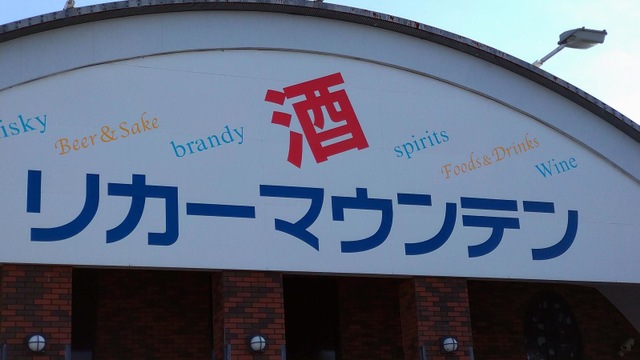 isky
Beer & Sake
brandy
酒
spirits
Foods & Drinks
Wine
リカーマウンテン